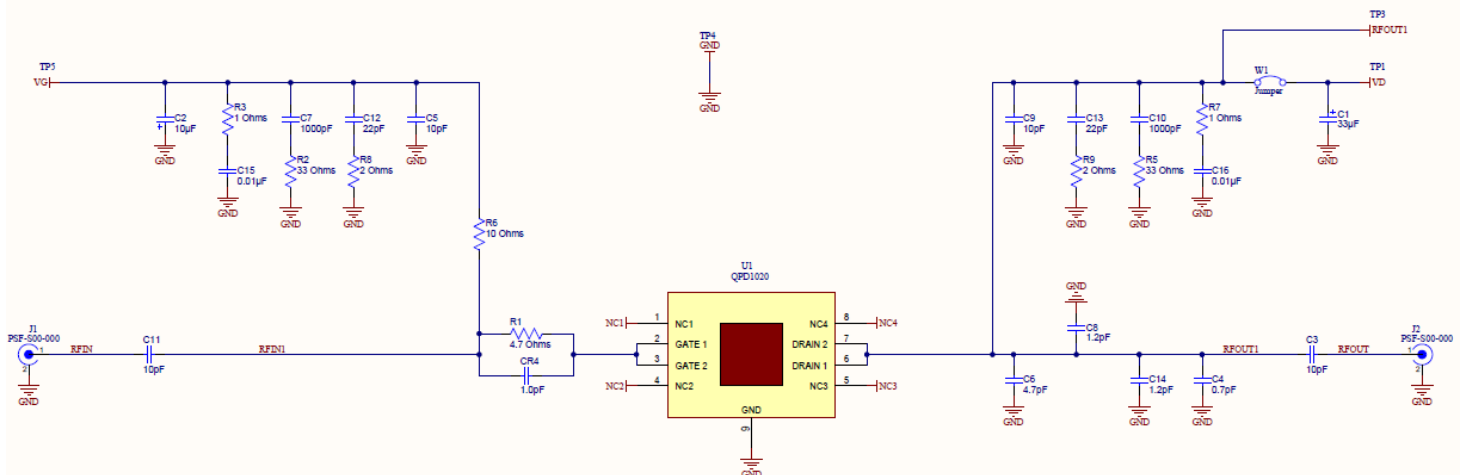 TP5
VG
C2
10µF
GND
R3
1 Ohms
C15
0.01µF
GND
C7
1000pF
R2
33 Ohms
GND
C12
22pF
R8
2 Ohms
GND
C5
10pF
GND
R6
10 Ohms
TP4
GND
GND
TP3
RFOUT1
TP1
VD
W1
Jumper
C1
33µF
GND
C9
10pF
GND
C13
22pF
R9
2 Ohms
GND
C10
1000pF
R5
33 Ohms
GND
R7
1 Ohms
C16
0.01µF
GND
J1
PSF-S00-000
1
2
GND
RFIN
C11
10pF
RFIN1
R1
4.7 Ohms
CR4
1.0pF
U1
QPD1020
NC1
1
NC1
2
GATE 1
3
GATE 2
NC2
4
NC2
NC4
8
NC4
DRAIN 2
7
DRAIN 1
6
NC3
5
NC3
GND
9
GND
GND
C8
1.2pF
C6
4.7pF
GND
C14
1.2pF
GND
C4
0.7pF
GND
RFOUT1
C3
10pF
RFOUT
J2
PSF-S00-000
1
2
GND